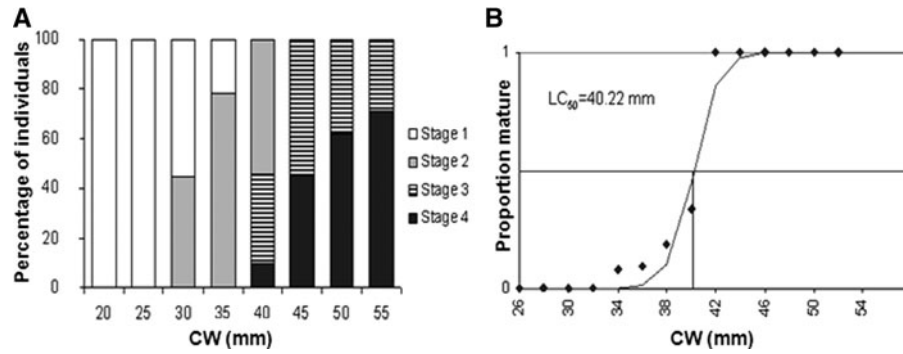 A
Percentage of individuals
100
80
60
40
20
0
20 25 30 35 40 45 50 55
CW (mm)
Stage 1
Stage 2
Stage 3
Stage 4
B
Proportion mature
1
0
LC50=40.22 mm
26 30 34 38 42 46 50 54
CW (mm)